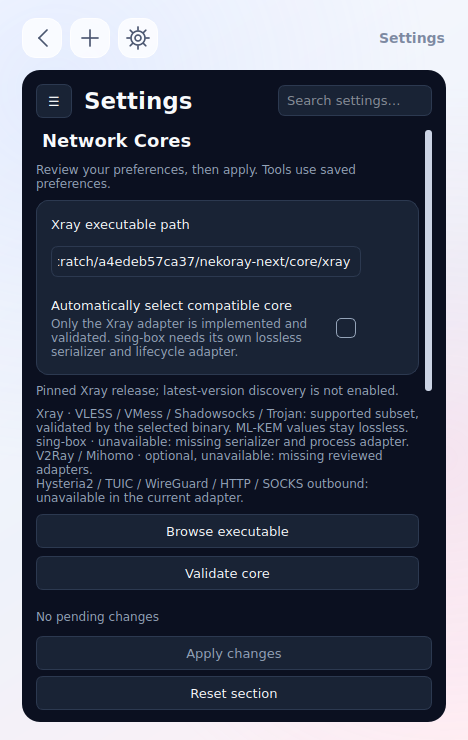 Settings
☰ Settings
Search settings...
Network Cores
Review your preferences, then apply. Tools use saved
preferences.
Xray executable path
:ratch/a4edeb57ca37/nekoray-next/core/xray
Automatically select compatible core
Only the Xray adapter is implemented and
validated. sing-box needs its own lossless
serializer and lifecycle adapter.
Pinned Xray release; latest-version discovery is not enabled.
Xray · VLESS / VMess / Shadowsocks / Trojan: supported subset,
validated by the selected binary. ML-KEM values stay lossless.
sing-box · unavailable: missing serializer and process adapter.
V2Ray / Mihomo · optional, unavailable: missing reviewed
adapters.
Hysteria2 / TUIC / WireGuard / HTTP / SOCKS outbound:
unavailable in the current adapter.
Browse executable
Validate core
No pending changes
Apply changes
Reset section